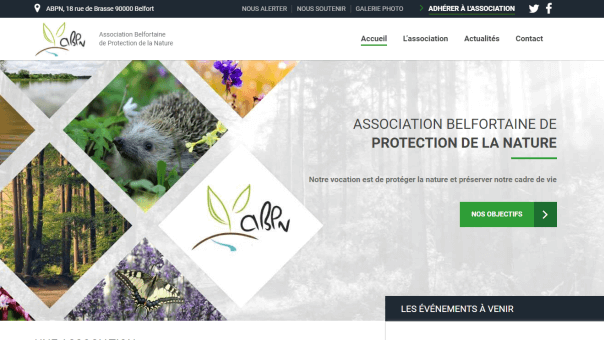 ABPN, 18 rue de Brasse 90000 Belfort
NOUS ALERTER
NOUS SOUTENIR
GALERIE PHOTO
ADHÉRER À L'ASSOCIATION
ABPN
Association Belfortaine
de Protection de la Nature
Accueil
L'association
Actualités
Contact
ASSOCIATION BELFORTAINE DE
PROTECTION DE LA NATURE
Notre vocation est de protéger la nature et préserver notre cadre de vie
NOS OBJECTIFS
ABPN
LES ÉVÉNEMENTS À VENIR